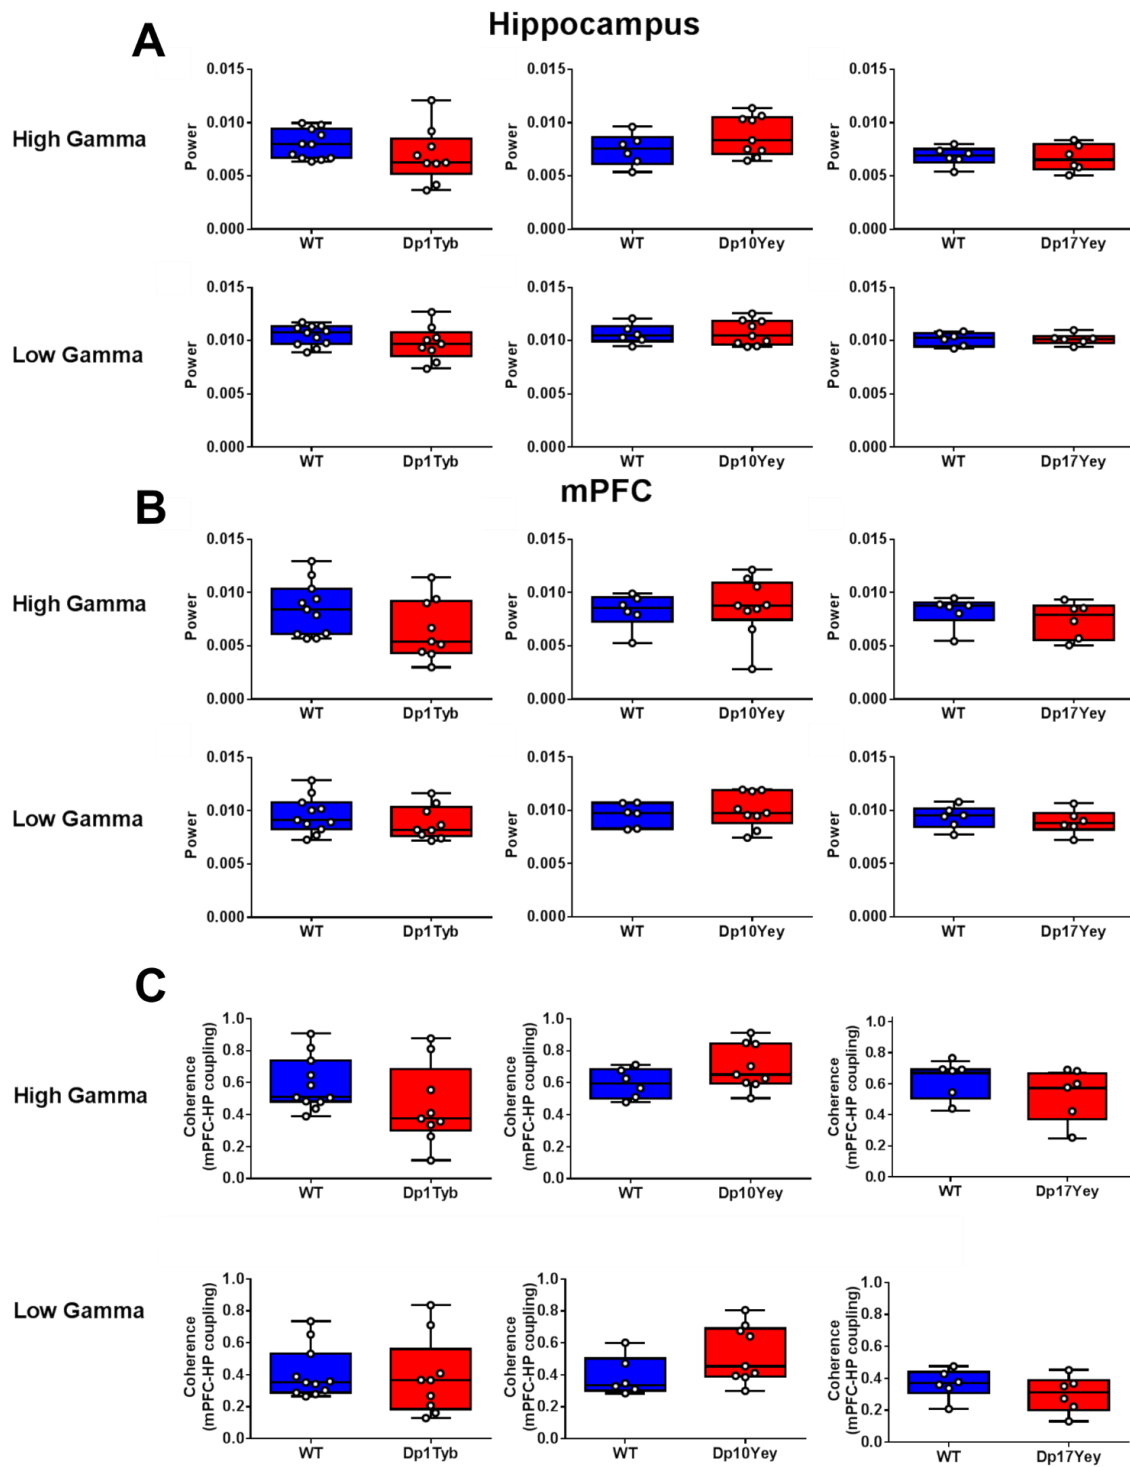 A
Hippocampus
High Gamma
Power
0.015
0.010
0.005
0.000
WT
Dp1Tyb
Power
0.015
0.010
0.005
0.000
WT
Dp10Yey
Power
0.015
0.010
0.005
0.000
WT
Dp17Yey
Low Gamma
Power
0.015
0.010
0.005
0.000
WT
Dp1Tyb
Power
0.015
0.010
0.005
0.000
WT
Dp10Yey
Power
0.015
0.010
0.005
0.000
WT
Dp17Yey
B
mPFC
High Gamma
Power
0.015
0.010
0.005
0.000
WT
Dp1Tyb
Power
0.015
0.010
0.005
0.000
WT
Dp10Yey
Power
0.015
0.010
0.005
0.000
WT
Dp17Yey
Low Gamma
Power
0.015
0.010
0.005
0.000
WT
Dp1Tyb
Power
0.015
0.010
0.005
0.000
WT
Dp10Yey
Power
0.015
0.010
0.005
0.000
WT
Dp17Yey
C
High Gamma
Coherence
(mPFC-HP coupling)
1.0
0.8
0.6
0.4
0.2
0.0
WT
Dp1Tyb
Coherence
(mPFC-HP coupling)
1.0
0.8
0.6
0.4
0.2
0.0
WT
Dp10Yey
Coherence
(mPFC-HP coupling)
1.0
0.8
0.6
0.4
0.2
0.0
WT
Dp17Yey
Low Gamma
Coherence
(mPFC-HP coupling)
1.0
0.8
0.6
0.4
0.2
0.0
WT
Dp1Tyb
Coherence
(mPFC-HP coupling)
1.0
0.8
0.6
0.4
0.2
0.0
WT
Dp10Yey
Coherence
(mPFC-HP coupling)
1.0
0.8
0.6
0.4
0.2
0.0
WT
Dp17Yey